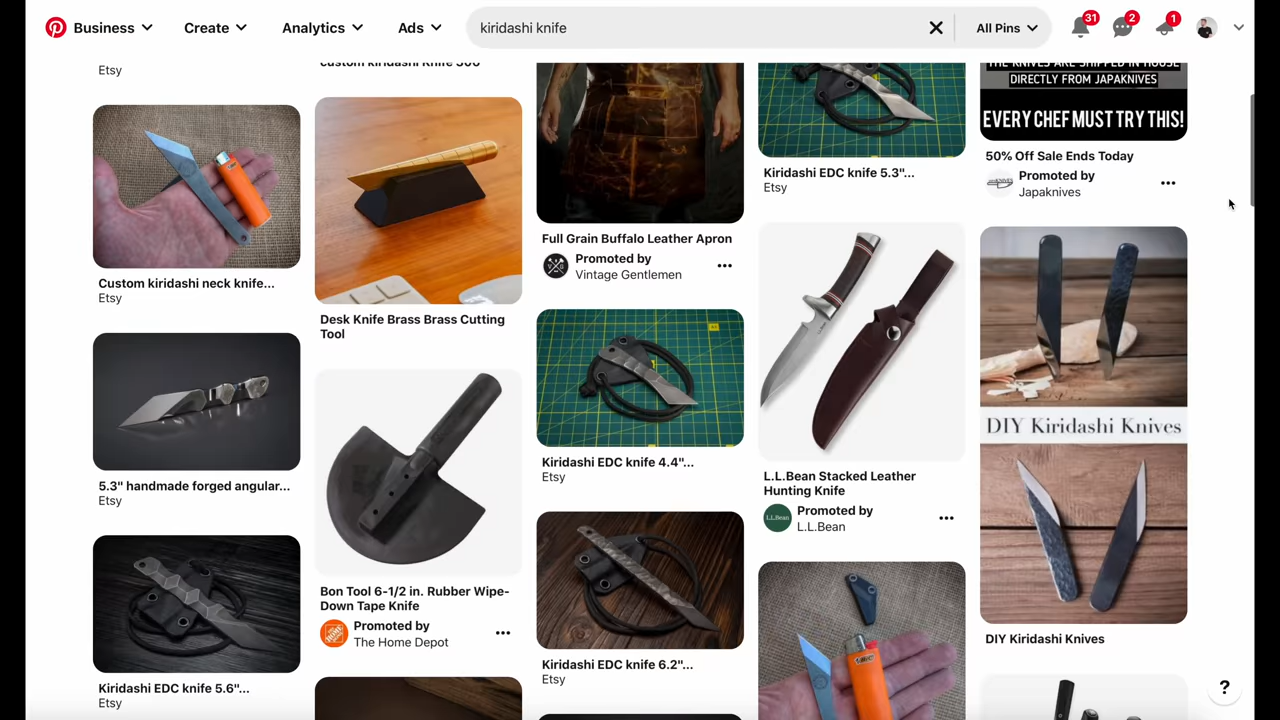 Business
Create
Analytics
Ads
kiridashi knife
All Pins
31
2
1
Etsy
Custom kiridashi neck knife...
Etsy
5.3" handmade forged angular...
Etsy
Kiridashi EDC knife 5.6"...
Etsy
custom kiridashi Knife 306
Desk Knife Brass Brass Cutting
Tool
Bon Tool 6-1/2 in. Rubber Wipe-
Down Tape Knife
Promoted by
The Home Depot
Full Grain Buffalo Leather Apron
Promoted by
Vintage Gentlemen
Kiridashi EDC knife 4.4"...
Etsy
Kiridashi EDC knife 6.2"...
Etsy
Kiridashi EDC knife 5.3"...
Etsy
L.L.Bean Stacked Leather
Hunting Knife
L.L.Bean
Promoted by
L.L.Bean
THE KNIVES ARE SHIPPED IN HOUSE
DIRECTLY FROM JAPAKNIVES
EVERY CHEF MUST TRY THIS!
50% Off Sale Ends Today
Promoted by
Japaknives
DIY Kiridashi Knives
DIY Kiridashi Knives
?